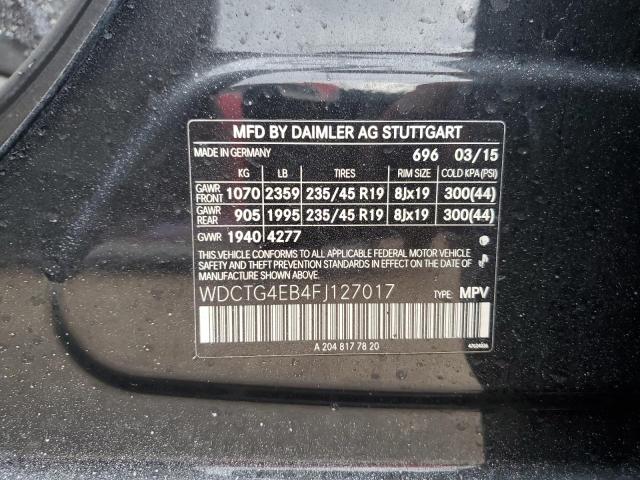 MFD BY DAIMLER AG STUTTGART
MADE IN GERMANY 696 03/15
KG LB TIRES RIM SIZE COLD KPA(PSI)
GAWR FRONT 1070 2359 235/45 R19 8Jx19 300(44)
GAWR REAR 905 1995 235/45 R19 8Jx19 300(44)
GVWR 1940 4277
THIS VEHICLE CONFORMS TO ALL APPLICABLE FEDERAL MOTOR VEHICLE
SAFETY AND THEFT PREVENTION STANDARDS IN EFFECT ON THE DATE
OF MANUFACTURE SHOWN ABOVE.
WDCTG4EB4FJ127017 TYPE: MPV
A 204 817 78 20